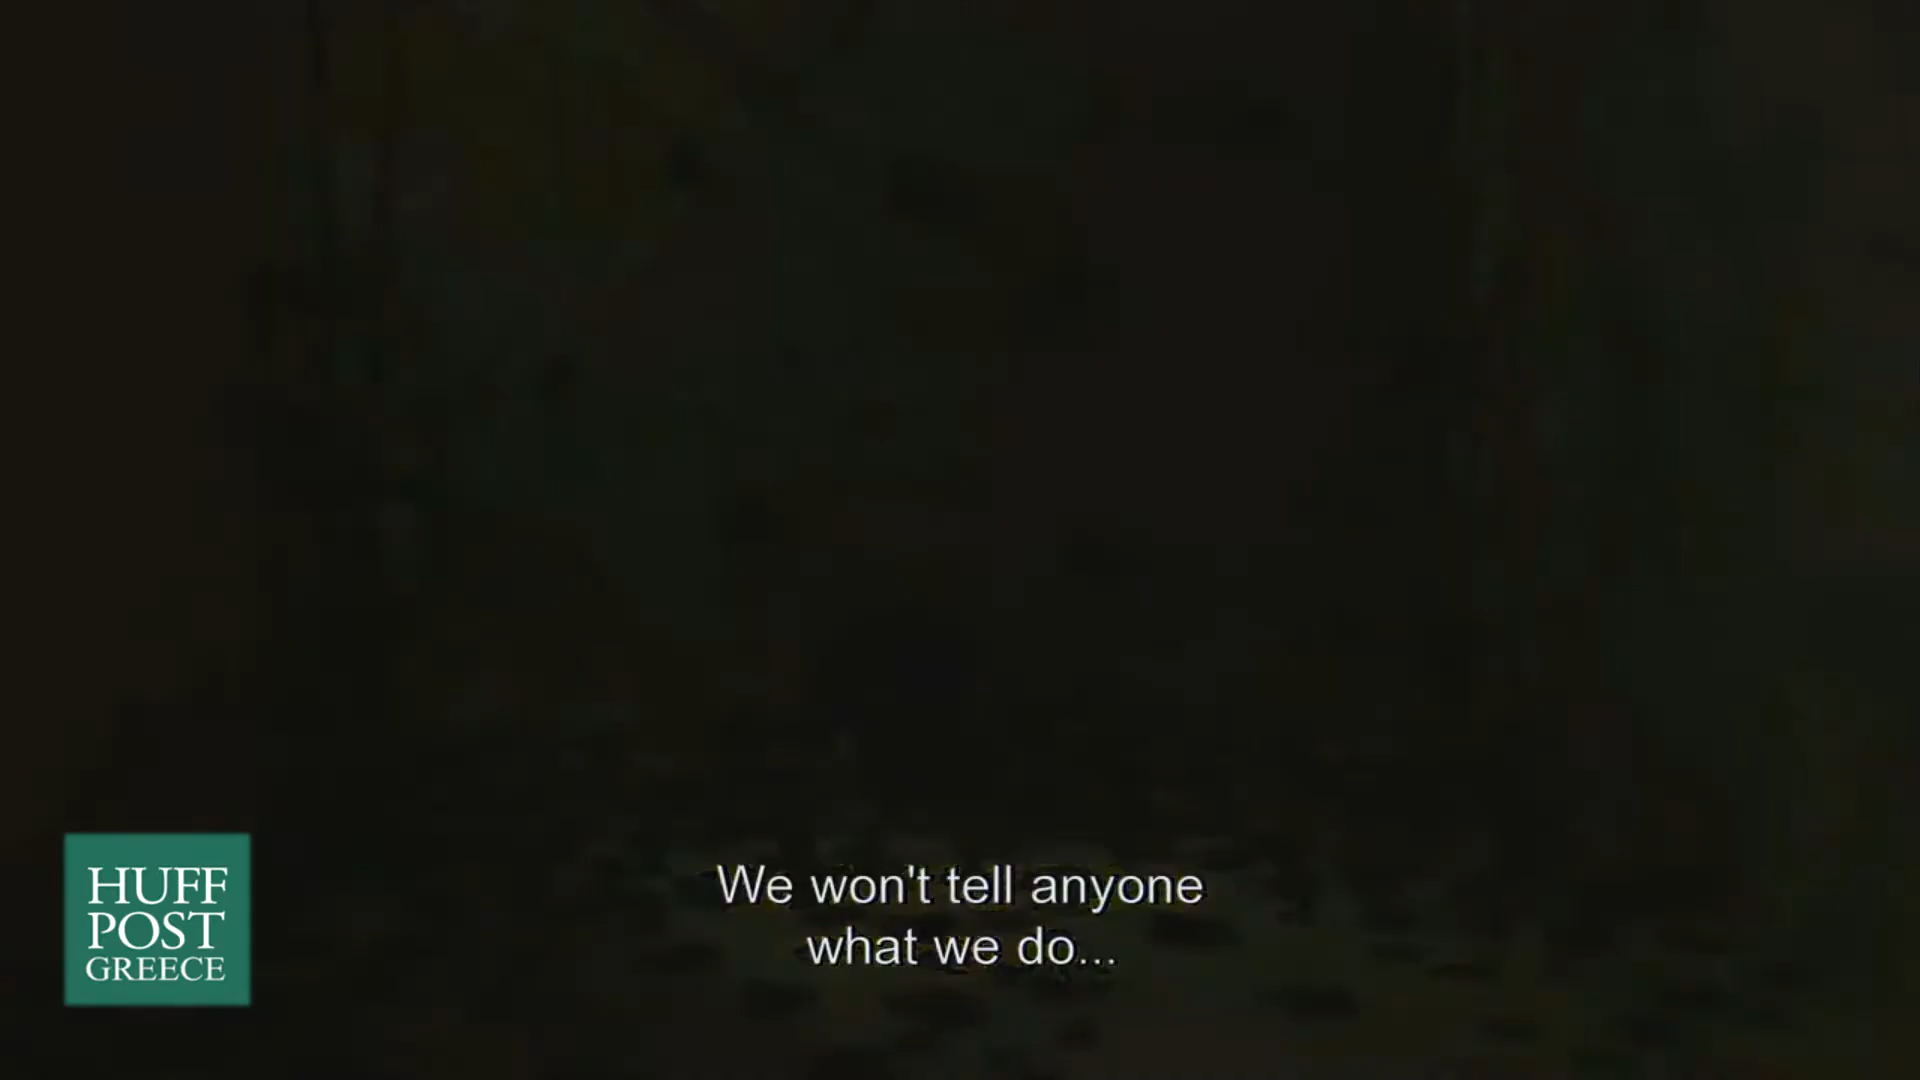 We won't tell anyone
what we do...
HUFF
POST
GREECE